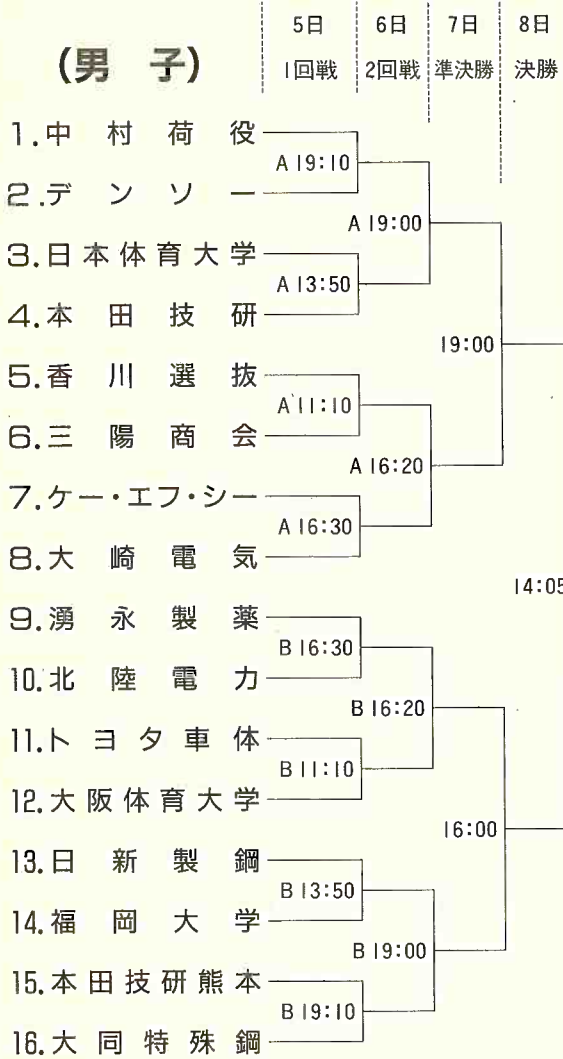 5日 6日 7日 8日
(男 子) 1回戦 2回戦 準決勝 決勝
1.中村荷役
A 19:10
2.デンソー
A 19:00
3.日本体育大学
A 13:50
4.本田技研
19:00
5.香川選抜
A 11:10
6.三陽商会
A 16:20
7.ケー・エフ・シー
A 16:30
8.大崎電気
14:05
9.湧永製薬
B 16:30
10.北陸電力
B 16:20
11.トヨタ車体
B 11:10
12.大阪体育大学
16:00
13.日新製鋼
B 13:50
14.福岡大学
B 19:00
15.本田技研熊本
B 19:10
16.大同特殊鋼